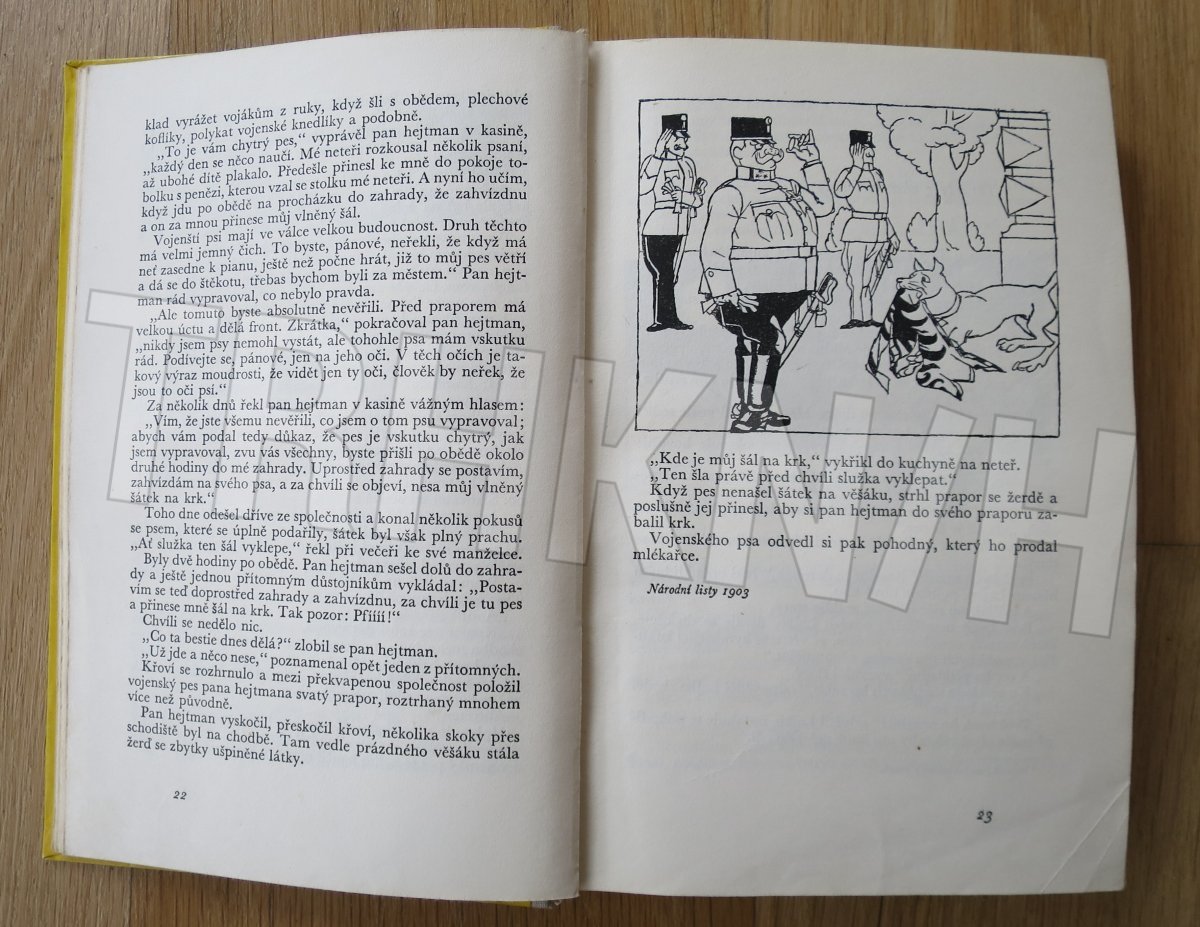 klad vyrážet vojákům z ruky, když šli s obědem, plechové
koflíky, polykat vojenské knedlíky a podobně.
„To je vám chytrý pes,“ vyprávěl pan hejtman v kasině,
„každý den se něco naučí. Mé neteři rozkousal několik psaní,
až ubohé dítě plakalo. Předešle přinesl ke mně do pokoje to-
bolku s penězi, kterou vzal se stolku mé neteři. A nyní ho učím,
když jdu po obědě na procházku do zahrady, že zahvízdnu
a on za mnou přinese můj vlněný šál.
Vojenští psi mají ve válce velkou budoucnost. Druh těchto
má velmi jemný čich. To byste, pánové, neřekli, že když má
neť zasedne k pianu, ještě než počne hrát, již to můj pes větří
a dá se do štěkotu, třebas bychom byli za městem.“ Pan hejt-
man rád vypravoval, co nebylo pravda.
„Ale tomuto byste absolutně nevěřili. Před praporem má
velkou úctu a dělá front. Zkrátka,“ pokračoval pan hejtman,
„nikdy jsem psy nemohl vystát, ale tohohle psa mám vskutku
rád. Podívejte se, pánové, jen na jeho oči. V těch očích je ta-
kový výraz moudrosti, že vidět jen ty oči, člověk by neřek, že
jsou to oči psí.“
Za několik dnů řekl pan hejtman v kasině vážným hlasem:
„Vím, že jste všemu nevěřili, co jsem o tom psu vypravoval;
abych vám podal tedy důkaz, že pes je vskutku chytrý, jak
jsem vypravoval, zvu vás všechny, byste přišli po obědě okolo
druhé hodiny do mé zahrady. Uprostřed zahrady se postavím,
zahvízdám na svého psa, a za chvíli se objeví, nesa můj vlněný
šátek na krk.“
Toho dne odešel dříve ze společnosti a konal několik pokusů
se psem, které se úplně podařily, šátek byl však plný prachu.
„Ať služka ten šál vyklepe,“ řekl při večeři ke své manželce.
Byly dvě hodiny po obědě. Pan hejtman sešel dolů do zahra-
dy a ještě jednou přítomným důstojníkům vykládal: „Posta-
vím se teď doprostřed zahrady a zahvízdnu, za chvíli je tu pes
a přinese mně šál na krk. Tak pozor: Pfíííí!“
Chvíli se nedělo nic.
„Co ta bestie dnes dělá?“ zlobil se pan hejtman.
„Už jde a něco nese,“ poznamenal opět jeden z přítomných.
Křoví se rozhrnulo a mezi překvapenou společnost položil
vojenský pes pana hejtmana svatý prapor, roztrhaný mnohem
více než původně.
Pan hejtman vyskočil, přeskočil křoví, několika skoky přes
schodiště byl na chodbě. Tam vedle prázdného věšáku stála
žerď se zbytky ušpiněné látky.
22
„Kde je můj šál na krk,“ vykřikl do kuchyně na neteř.
„Ten šla právě před chvílí služka vyklepat.“
Když pes nenašel šátek na věšáku, strhl prapor se žerdě a
poslušně jej přinesl, aby si pan hejtman do svého praporu za-
balil krk.
Vojenského psa odvedl si pak pohodný, který ho prodal
mlékařce.
Národní listy 1903
23
TRHKNIH